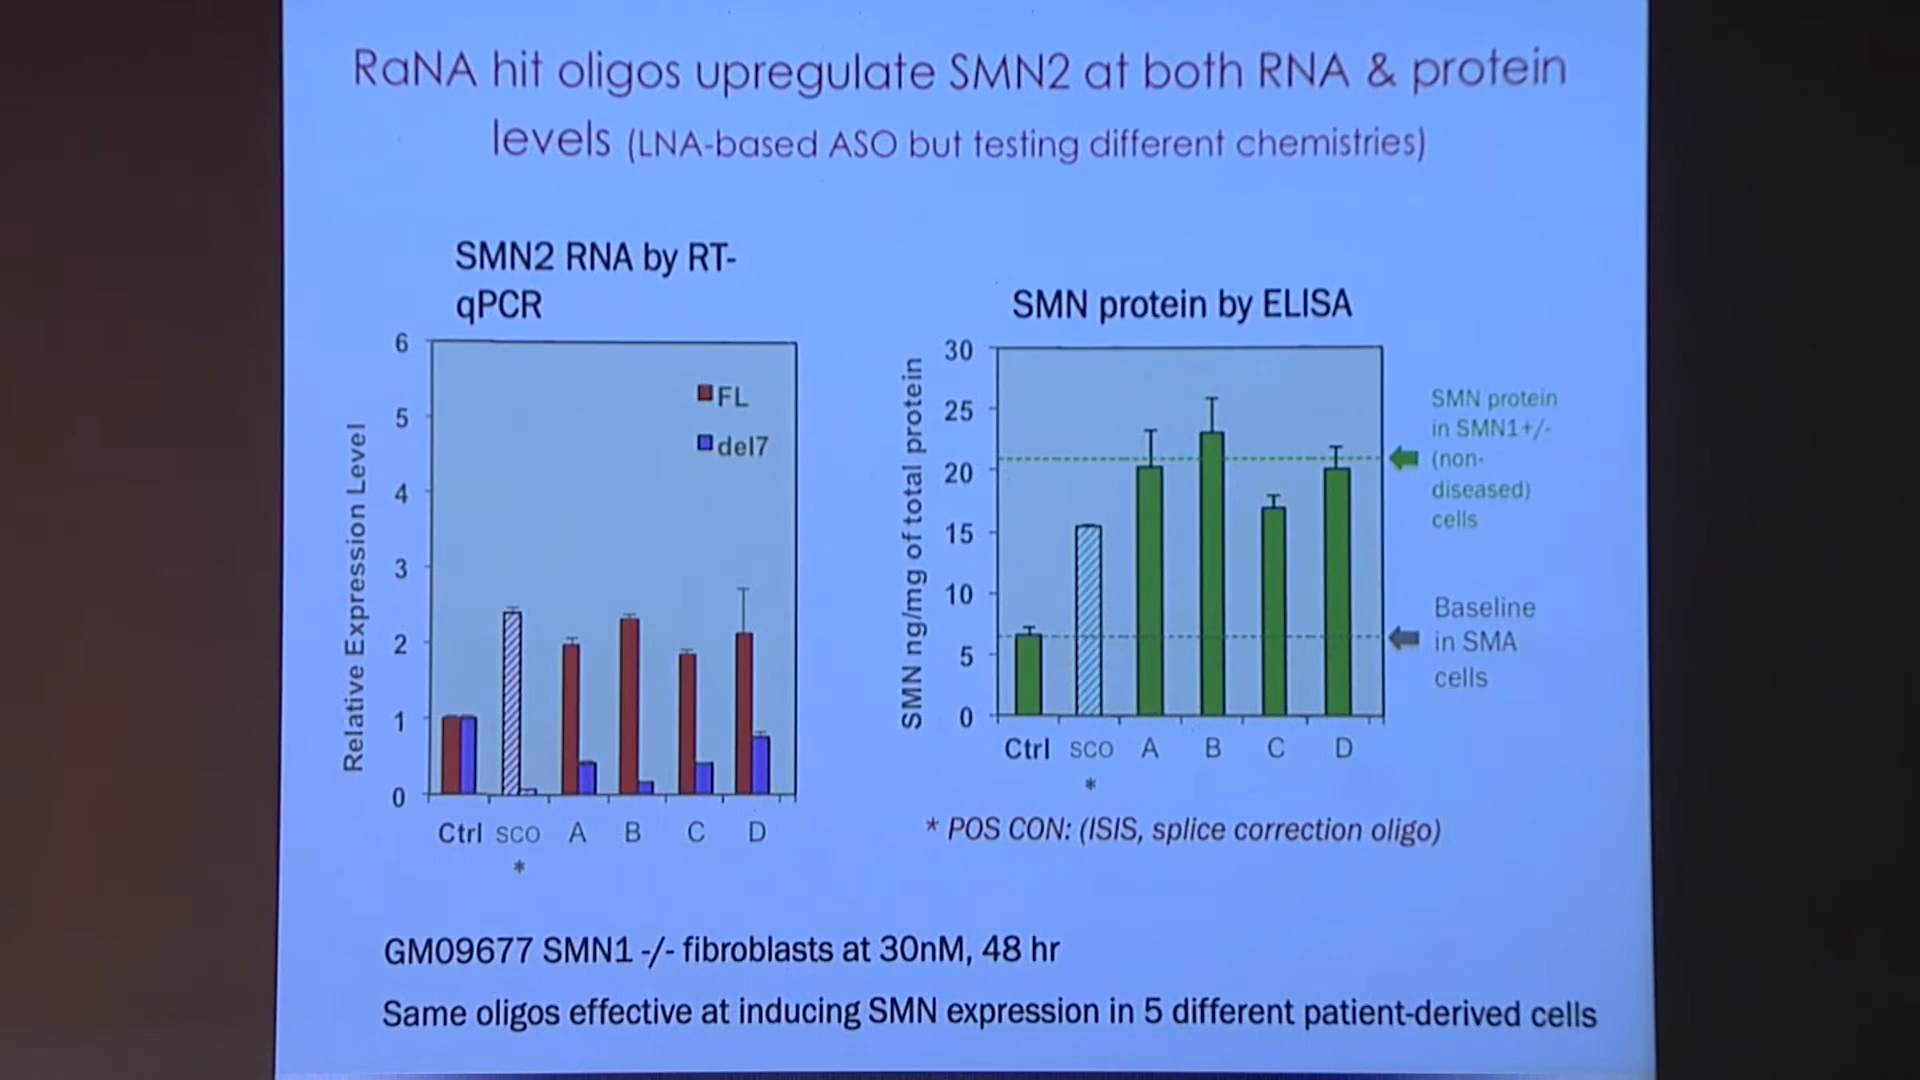 RaNA hit oligos upregulate SMN2 at both RNA & protein
levels (LNA-based ASO but testing different chemistries)
SMN2 RNA by RT-
qPCR
Relative Expression Level
6
5
4
3
2
1
0
FL
del7
Ctrl sco A B C D
*
SMN protein by ELISA
SMN ng/mg of total protein
30
25
20
15
10
5
0
Ctrl sco A B C D
*
SMN protein
in SMN1+/-
(non-
diseased)
cells
Baseline
in SMA
cells
* POS CON: (ISIS, splice correction oligo)
GM09677 SMN1 -/- fibroblasts at 30nM, 48 hr
Same oligos effective at inducing SMN expression in 5 different patient-derived cells